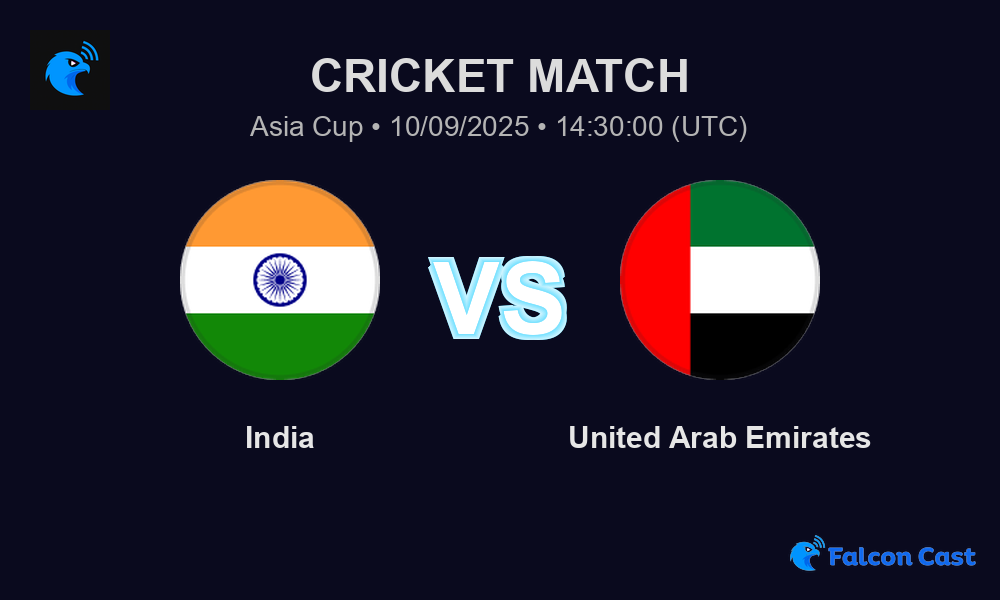 CRICKET MATCH
Asia Cup • 10/09/2025 • 14:30:00 (UTC)
VS
India
United Arab Emirates
Falcon Cast